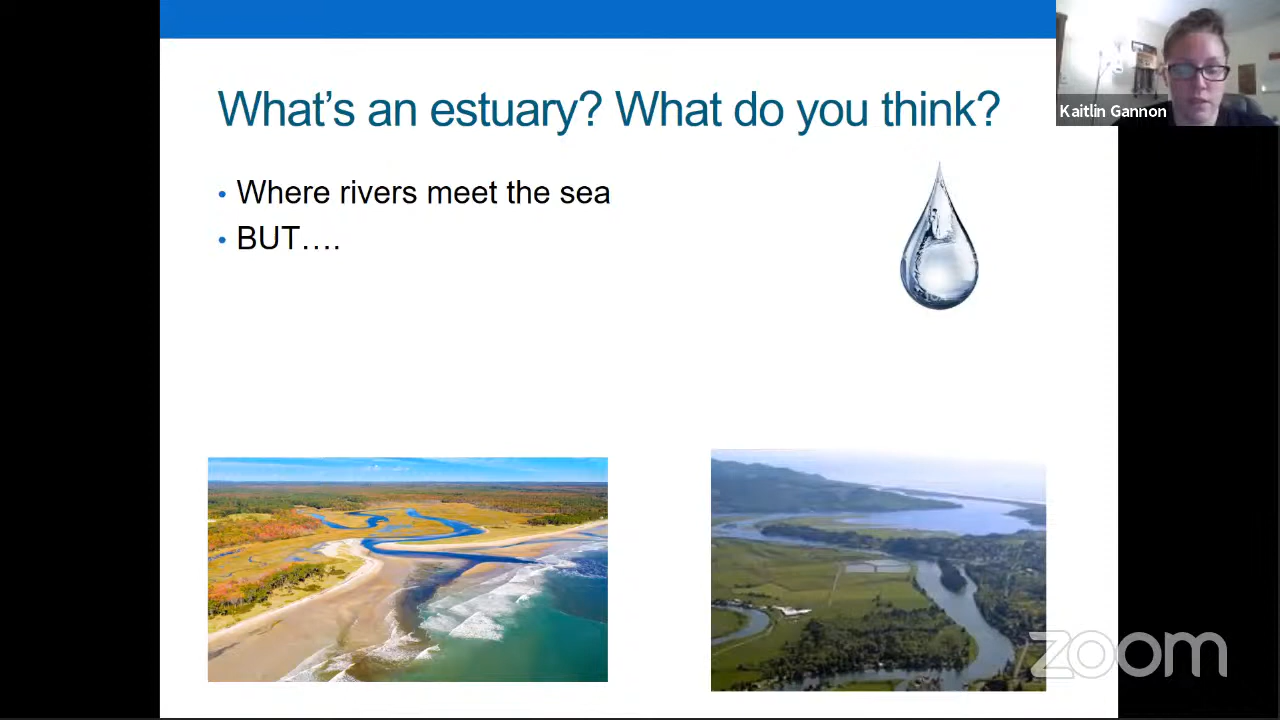 What's an estuary? What do you think?
• Where rivers meet the sea
• BUT….
Kaitlin Gannon
zoom